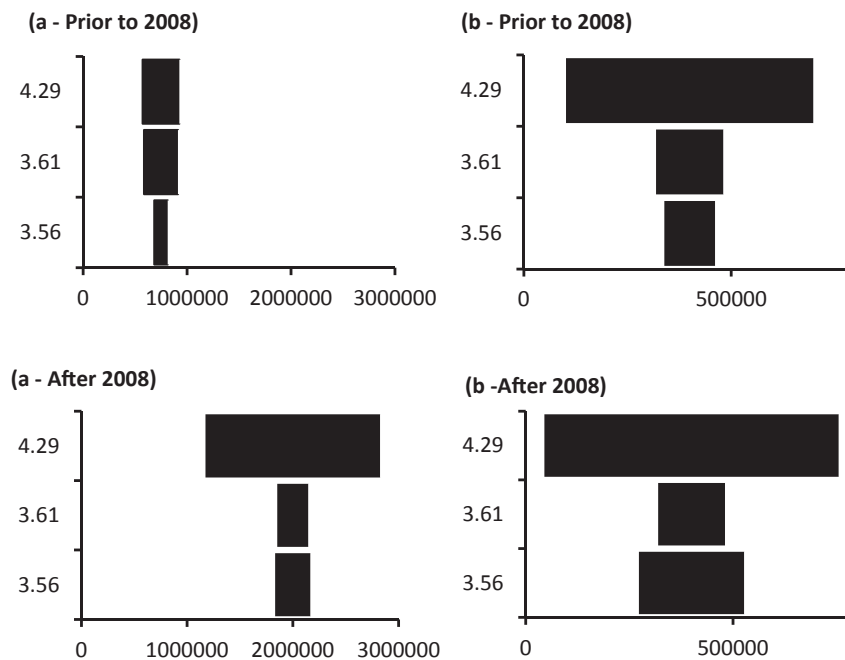 (a - Prior to 2008)
4.29
3.61
3.56
0 1000000 2000000 3000000
(b - Prior to 2008)
4.29
3.61
3.56
0 500000
(a - After 2008)
4.29
3.61
3.56
0 1000000 2000000 3000000
(b -After 2008)
4.29
3.61
3.56
0 500000